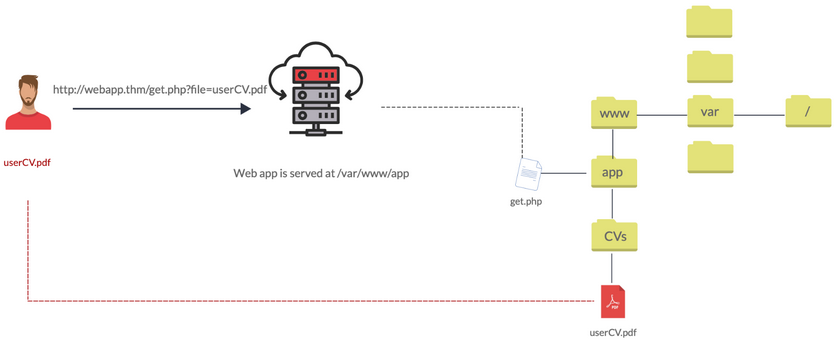 http://webapp.thm/get.php?file=userCV.pdf
userCV.pdf
Web app is served at /var/www/app
get.php
www
var
/
app
CVs
PDF
userCV.pdf